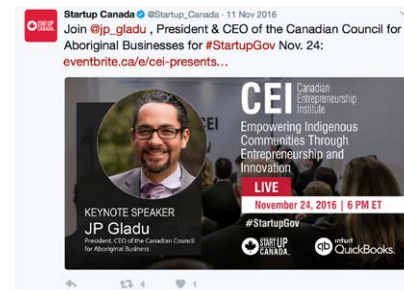 Startup Canada @Startup_Canada · 11 Nov 2016
Join @jp_gladu , President & CEO of the Canadian Council for
Aboriginal Businesses for #StartupGov Nov. 24:
eventbrite.ca/e/cei-presents…
CEI
CEI Canadian
Entrepreneurship
Institute
Empowering Indigenous
Communities Through
Entrepreneurship and
Innovation
LIVE
November 24, 2016 | 6 PM ET
#StartupGov
KEYNOTE SPEAKER
JP Gladu
President, CEO of the Canadian Council
for Aboriginal Business
STARTUP
CANADA
intuit
qb QuickBooks.
4
1